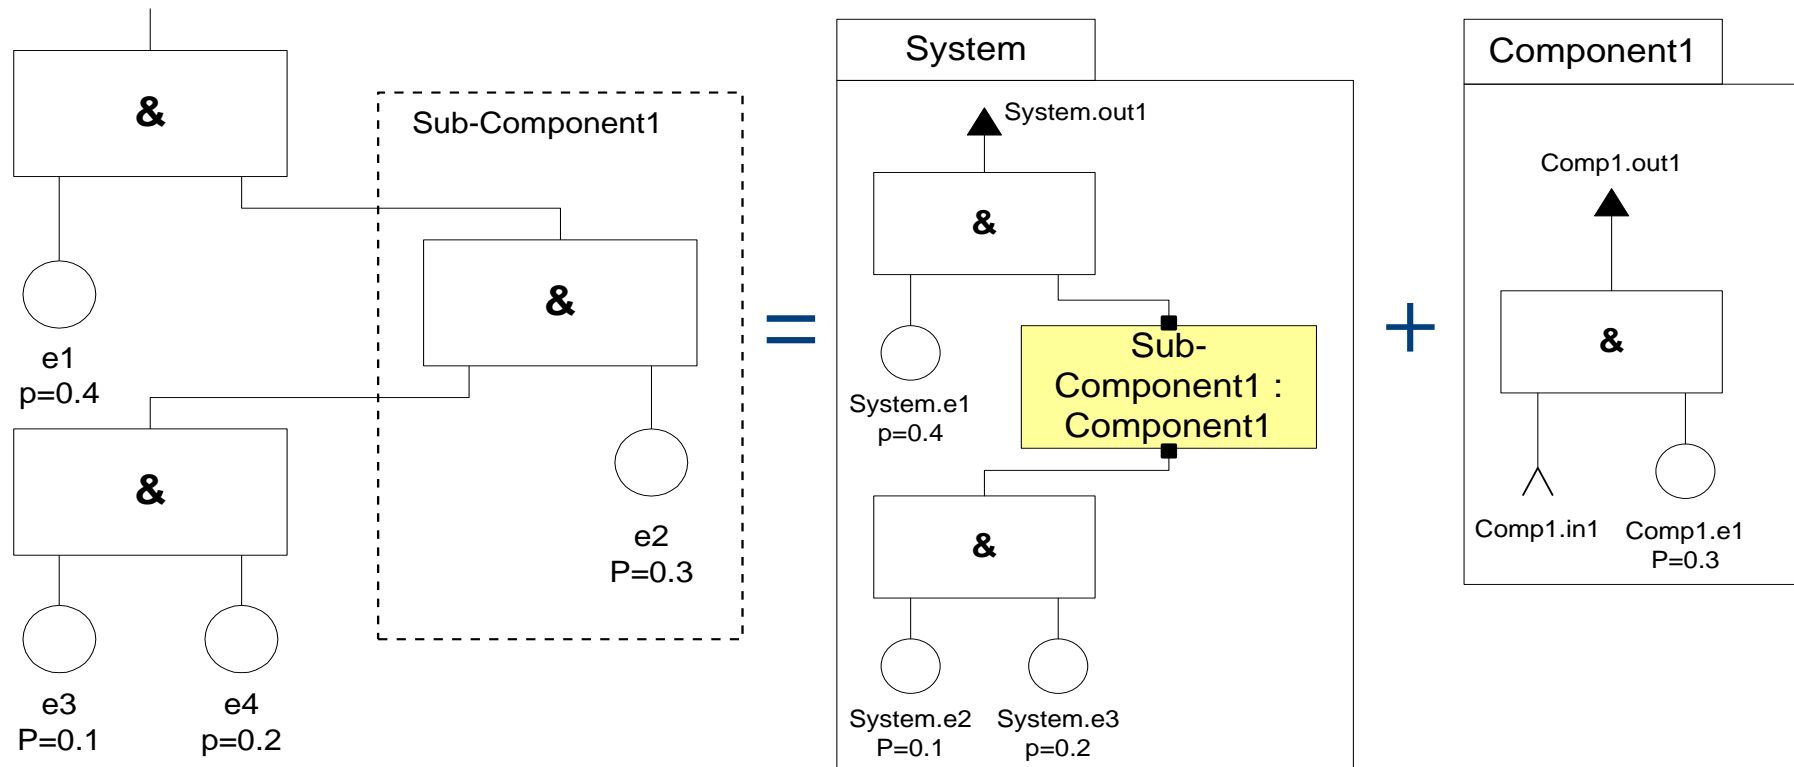 &
Sub-Component1
&
e1
p=0.4
&
e2
P=0.3
e3
P=0.1
e4
p=0.2
=
System
System.out1
&
System.e1
p=0.4
Sub-
Component1 :
Component1
&
System.e2
P=0.1
System.e3
p=0.2
+
Component1
Comp1.out1
&
Comp1.in1
Comp1.e1
P=0.3